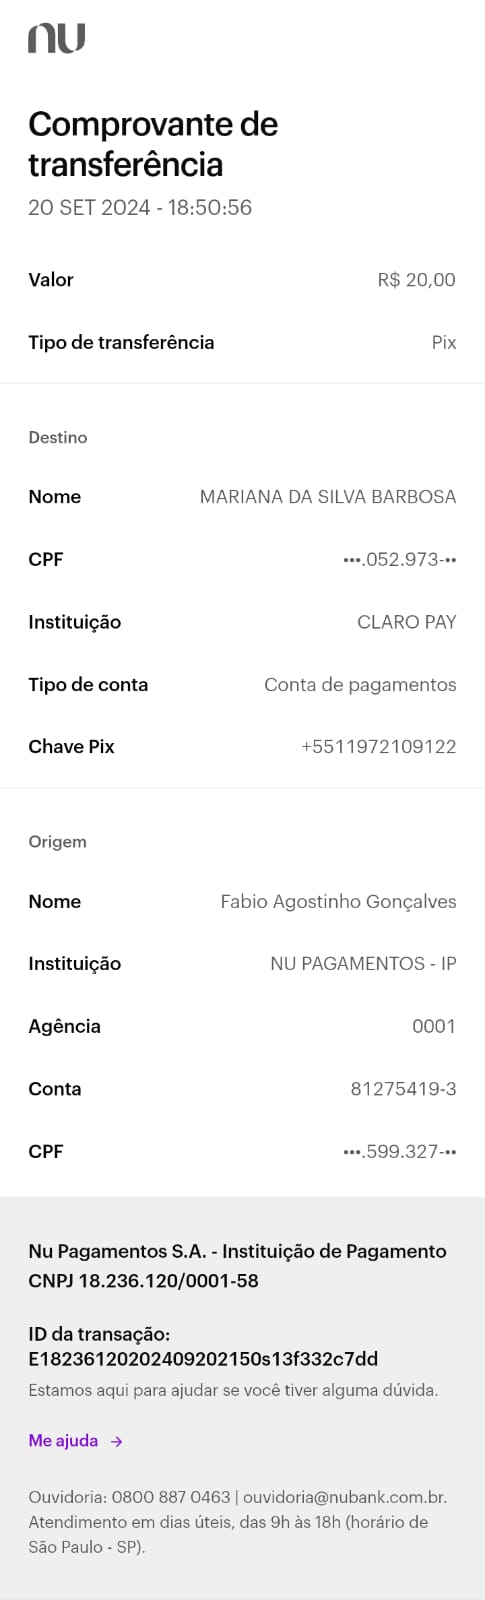 nu
Comprovante de
transferência
20 SET 2024 - 18:50:56
Valor R$ 20,00
Tipo de transferência Pix
Destino
Nome MARIANA DA SILVA BARBOSA
CPF •••.052.973-••
Instituição CLARO PAY
Tipo de conta Conta de pagamentos
Chave Pix +5511972109122
Origem
Nome Fabio Agostinho Gonçalves
Instituição NU PAGAMENTOS - IP
Agência 0001
Conta 81275419-3
CPF •••.599.327-••
Nu Pagamentos S.A. - Instituição de Pagamento
CNPJ 18.236.120/0001-58
ID da transação:
E18236120202409202150s13f332c7dd
Estamos aqui para ajudar se você tiver alguma dúvida.
Me ajuda →
Ouvidoria: 0800 887 0463 | ouvidoria@nubank.com.br.
Atendimento em dias úteis, das 9h às 18h (horário de
São Paulo - SP).